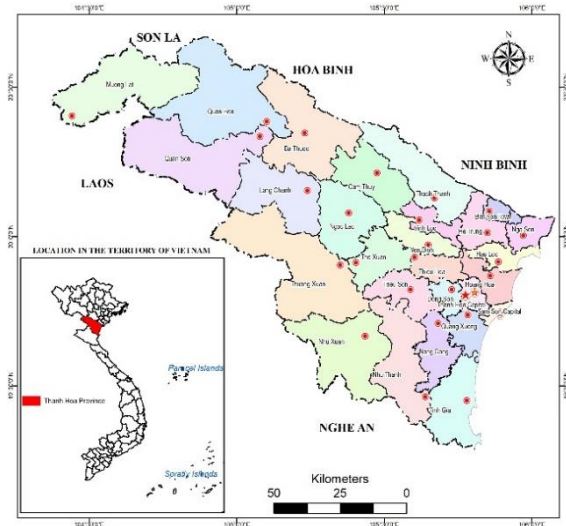 SON LA
HOA BINH
NINH BINH
LAOS
NGHE AN
N
W
E
S
Muong Lat
Quan Hoa
Ba Thuoc
Quan Son
Lang Chanh
Cam Thuy
Thach Thanh
Ngoc Lac
Vinh Loc
Ha Trung
Nga Son
Yen Dinh
Hau Loc
Tho Xuan
Thieu Hoa
Hoang Hoa
Thuong Xuan
Trieu Son
Dong Son
Sam Son Capital
Quang Xuong
Nong Cong
Nhu Xuan
Nhu Thanh
Tinh Gia
LOCATION IN THE TERRITORY OF VIETNAM
Paracel Islands
Spratly Islands
Thanh Hoa Province
Kilometers
50 25 0